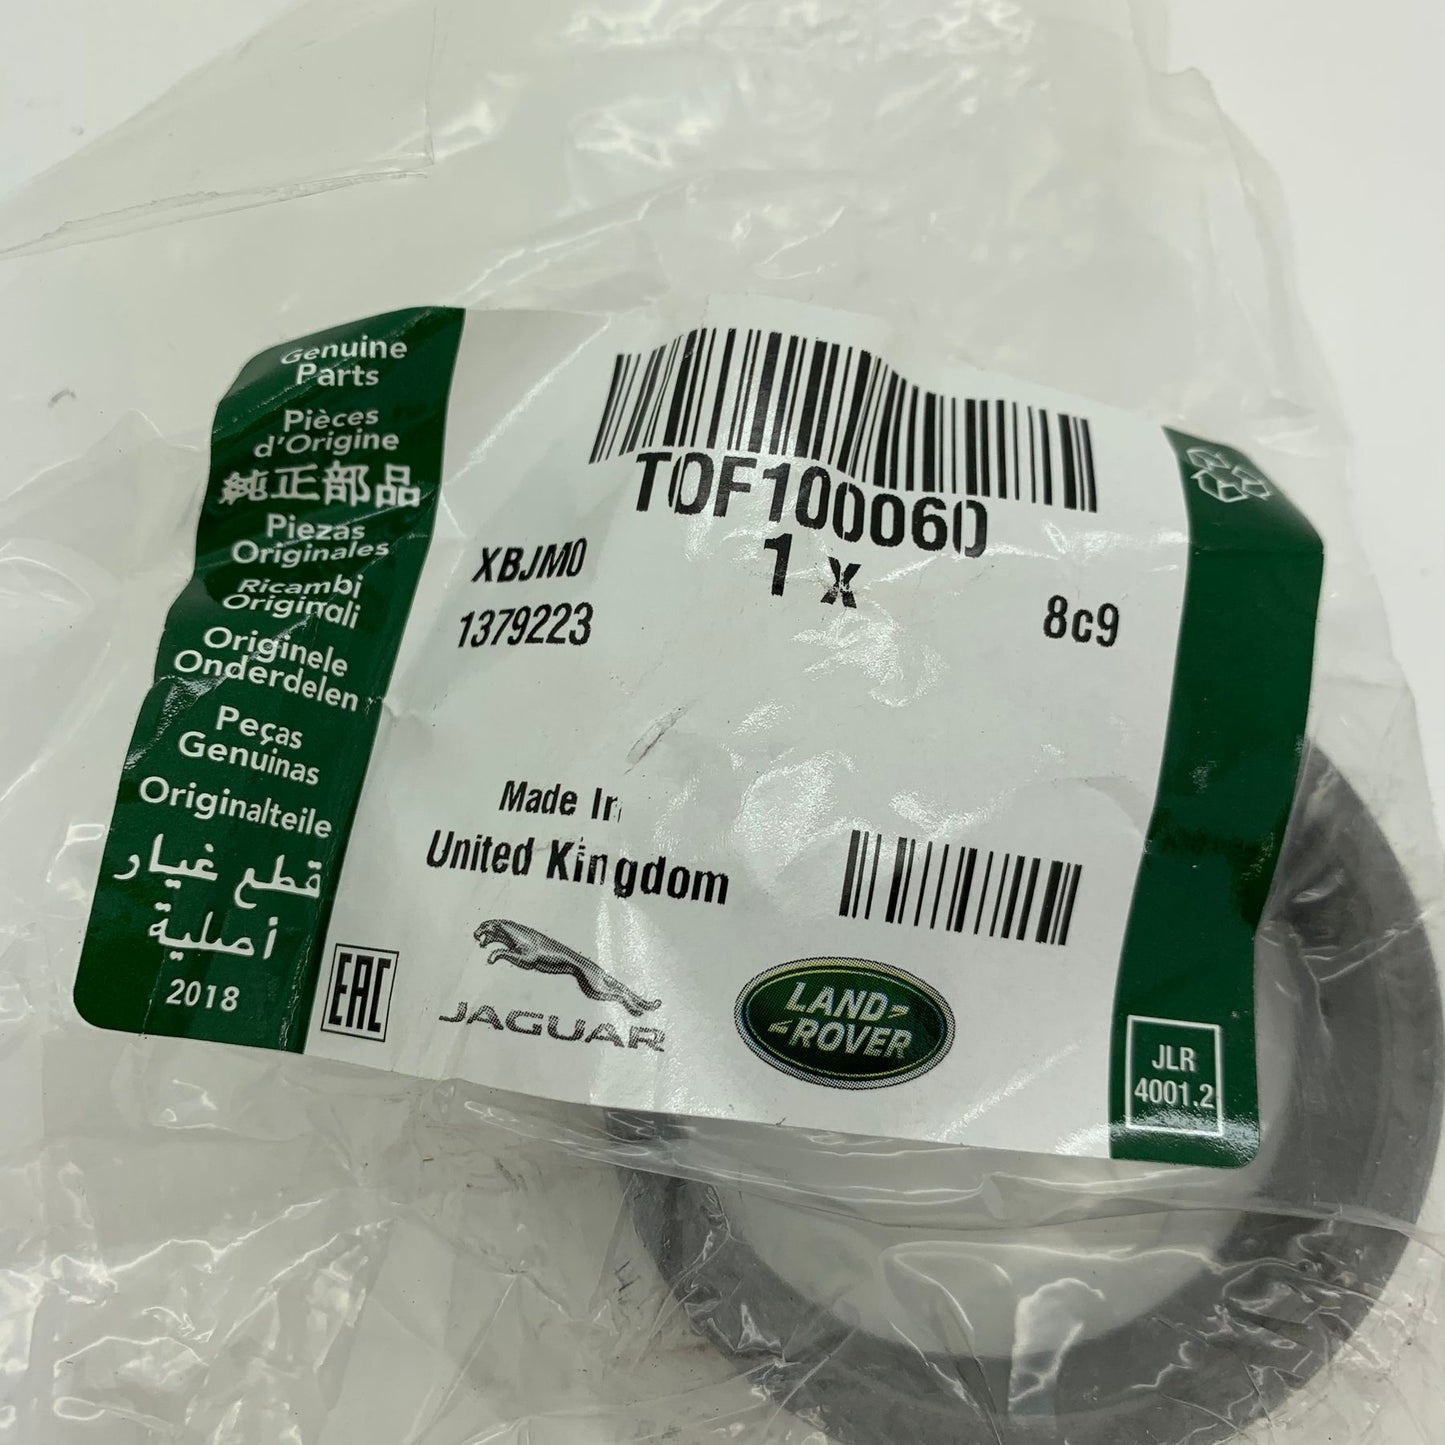 Genuine
Parts
Pièces
d'Origine
純正部品
Piezas
Originales
Ricambi
Originali
Originele
Onderdelen
Peças
Genuinas
Originalteile
قطع غيار
أصلية
2018
TOF100060
1 x
XBJM0
1379223
8c9
Made In
United Kingdom
EAC
JAGUAR
LAND
ROVER
JLR
4001.2